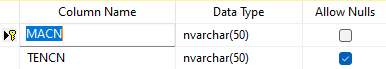 Column Name Data Type Allow Nulls
MACN nvarchar(50)
TENCN nvarchar(50)